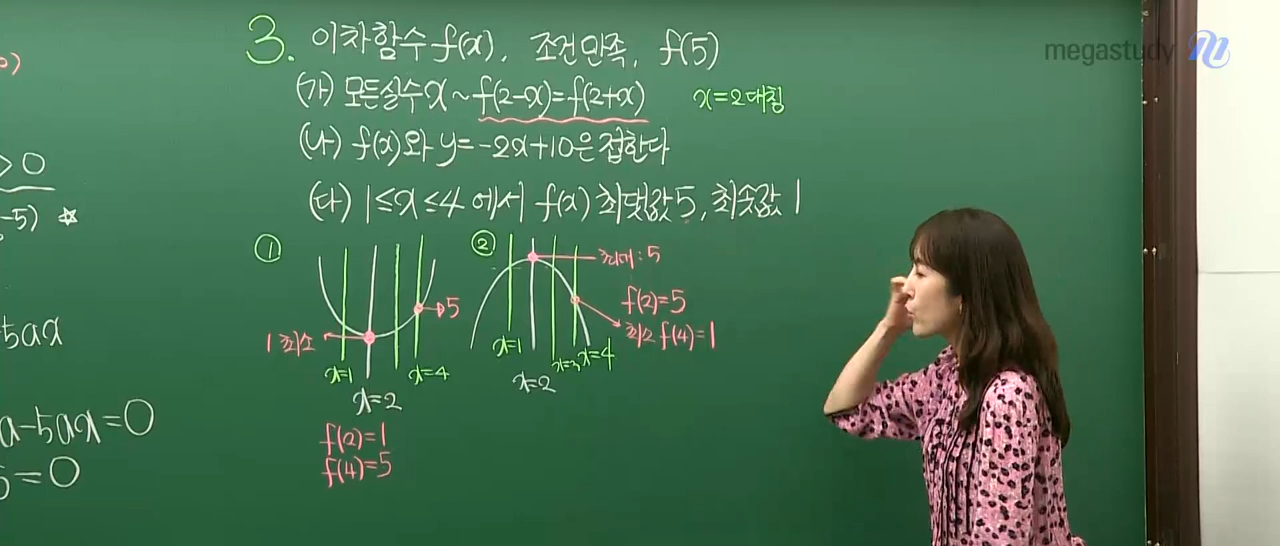 3. 이차함수 f(x), 조건만족, f(5)
(가) 모든실수 x ~ f(2-x)=f(2+x) x=2대칭
(나) f(x)와 y=-2x+10은 접한다
(다) 1≤x≤4 에서 f(x) 최댓값 5, 최솟값 1
①
5
1 최소
x=1
x=4
x=2
f(2)=1
f(4)=5
②
최대:5
f(2)=5
최소 f(4)=1
x=1
x=3
x=4
x=2
>0
-5)
5ax
a-5ax=0
5=0
megastudy